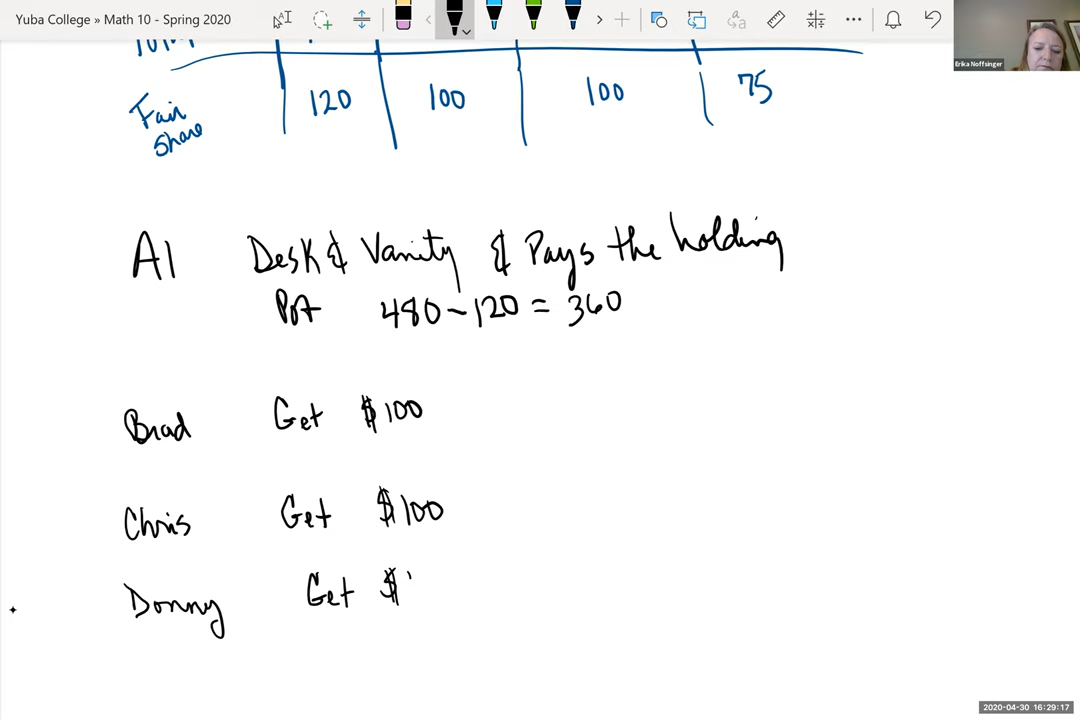 Yuba College » Math 10 - Spring 2020
Erika Noffsinger
Fair Share 120 100 100 75
Al Desk & Vanity & Pays the holding
Pot 480 - 120 = 360
Brad Get $100
Chris Get $100
Donny Get $
2020-04-30 16:29:17